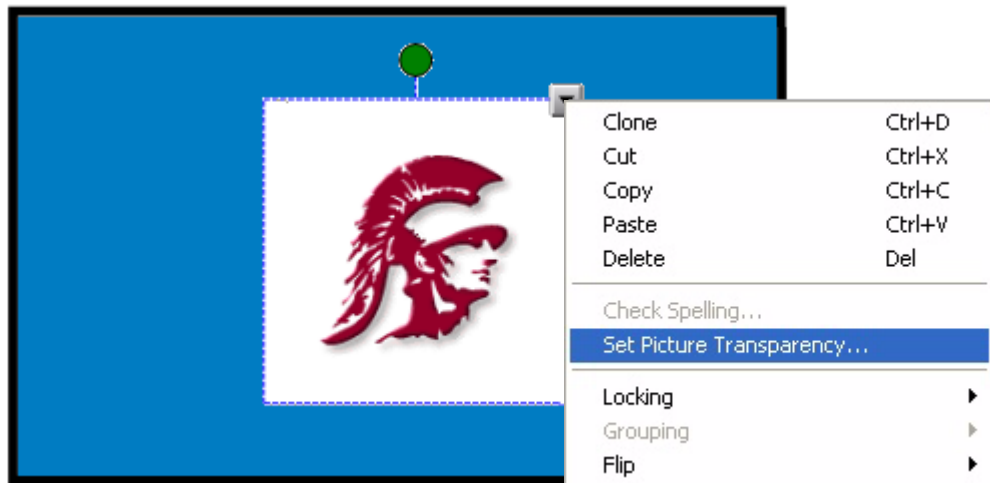 Clone Ctrl+D
Cut Ctrl+X
Copy Ctrl+C
Paste Ctrl+V
Delete Del
Check Spelling...
Set Picture Transparency...
Locking
Grouping
Flip